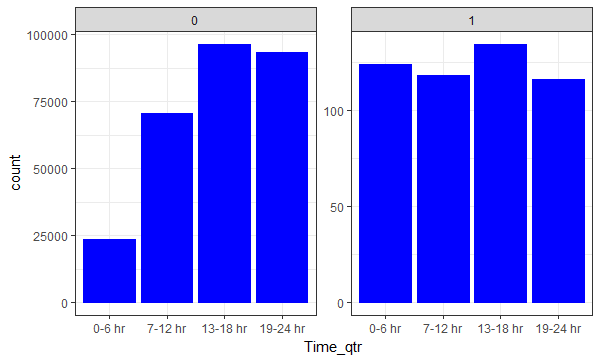 0
1
100000
75000
50000
25000
0
100
50
0
count
0-6 hr 7-12 hr 13-18 hr 19-24 hr
0-6 hr 7-12 hr 13-18 hr 19-24 hr
Time_qtr